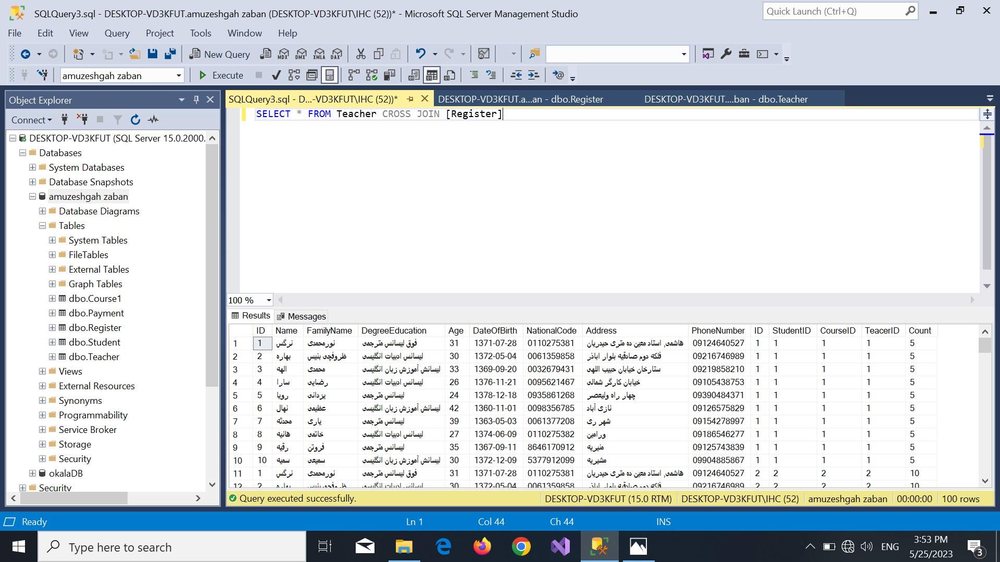 SQLQuery3.sql - DESKTOP-VD3KFUT.amuzeshgah zaban (DESKTOP-VD3KFUT\IHC (52))* - Microsoft SQL Server Management Studio
Quick Launch (Ctrl+Q)
File Edit View Query Project Tools Window Help
New Query MDX DMX XMLA DAX
amuzeshgah zaban Execute
Object Explorer
Connect
DESKTOP-VD3KFUT (SQL Server 15.0.2000.
Databases
System Databases
Database Snapshots
amuzeshgah zaban
Database Diagrams
Tables
System Tables
FileTables
External Tables
Graph Tables
dbo.Course1
dbo.Payment
dbo.Register
dbo.Student
dbo.Teacher
Views
External Resources
Synonyms
Programmability
Service Broker
Storage
Security
okalaDB
Security
SQLQuery3.sql - D...-VD3KFUT\IHC (52))* DESKTOP-VD3KFUT.a...an - dbo.Register DESKTOP-VD3KFUT....ban - dbo.Teacher
SELECT * FROM Teacher CROSS JOIN [Register]
100 %
Results Messages
ID Name FamilyName DegreeEducation Age DateOfBirth NationalCode Address PhoneNumber ID StudentID CourseID TeacerID Count
1 1 نرگس نورمحمدی فوق لیسانس مترجمی 31 1371-07-28 0110275381 هاشمی, استاد معین ده متری حیدریان 09124640527 1 1 1 1 5
2 2 بهاره ظروفچی بنیس لیسانس ادبیات انگلیسی 30 1372-05-04 0061359858 فلکه دوم صادقیه بلوار اباذر 09216746989 1 1 1 1 5
3 3 الهه محمدی لیسانش آموزش زبان انگلیسی 33 1369-09-20 0032679431 ستارخان خیابان حبیب اللهی 09219858210 1 1 1 1 5
4 4 سارا رضایی لیسانس ادبیات انگلیسی 26 1376-11-21 0095621467 خیابان کارگر شمالی 09105438753 1 1 1 1 5
5 5 رویا یزدانی لیسانس مترجمی 24 1378-12-18 0935861268 چهار راه ولیعصر 09390484371 1 1 1 1 5
6 6 نهال عظیمی لیسانش آموزش زبان انگلیسی 42 1360-11-01 0098356785 نازی آباد 09126575829 1 1 1 1 5
7 7 محدثه یاری لیسانس مترجمی 39 1363-05-03 0061377208 شهر ری 09154278997 1 1 1 1 5
8 8 هانیه خاتمی لیسانس ادبیات انگلیسی 27 1374-06-09 0110275382 ورامین 09186546277 1 1 1 1 5
9 9 رقیه فروتن لیسانس مترجمی 35 1367-09-11 8646170912 منیریه 09125743839 1 1 1 1 5
10 10 سمیه سمیعی لیسانش آموزش زبان انگلیسی 30 1372-12-09 5377912099 مشیریه 09904885867 1 1 1 1 5
11 1 نرگس نورمحمدی فوق لیسانس مترجمی 31 1371-07-28 0110275381 هاشمی, استاد معین ده متری حیدریان 09124640527 2 2 2 2 10
12 2 بهاره ظروفچی بنیس لیسانس ادبیات انگلیسی 30 1372-05-04 0061359858 فلکه دوم صادقیه بلوار اباذر 09216746989 2 2 2 2 10
Query executed successfully. DESKTOP-VD3KFUT (15.0 RTM) DESKTOP-VD3KFUT\IHC (52) amuzeshgah zaban 00:00:00 100 rows
Ready Ln 1 Col 44 Ch 44 INS
Type here to search
ENG 3:53 PM
5/25/2023
3